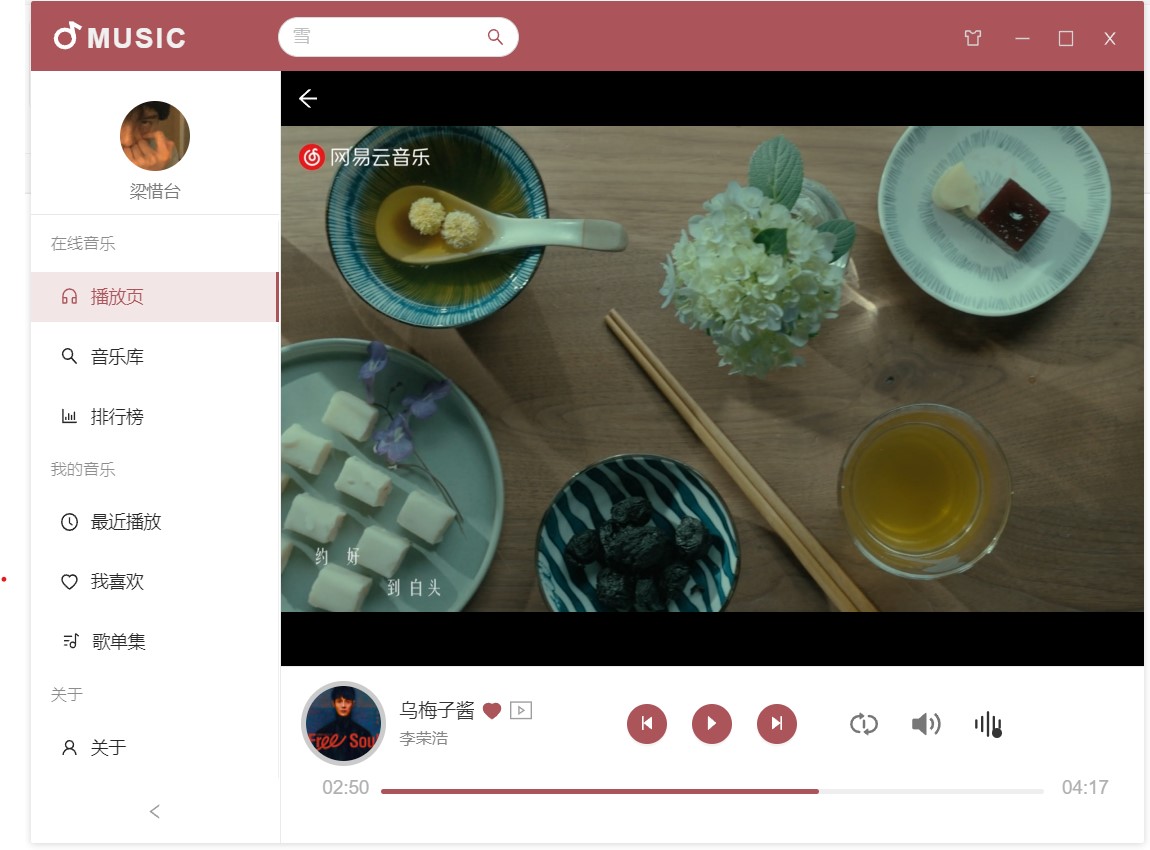 MUSIC
雪
梁惜台
在线音乐
播放页
音乐库
排行榜
我的音乐
最近播放
我喜欢
歌单集
关于
关于
网易云音乐
约 好
到 白 头
Free Soul
乌梅子酱
李荣浩
02:50
04:17